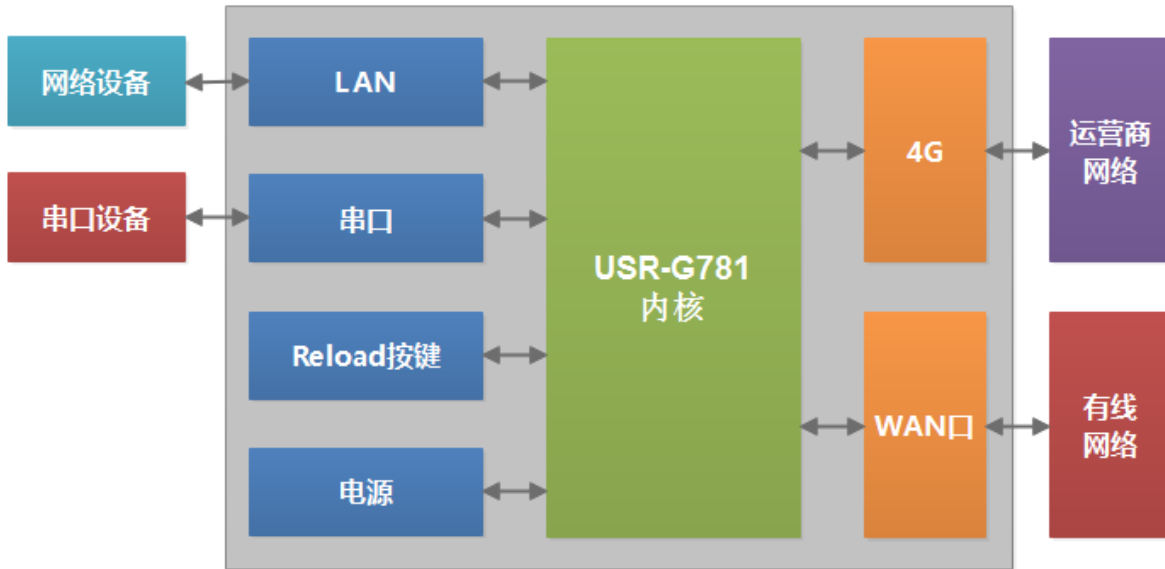 网络设备
LAN
串口设备
串口
Reload按键
电源
USR-G781
内核
4G
WAN口
运营商
网络
有线
网络